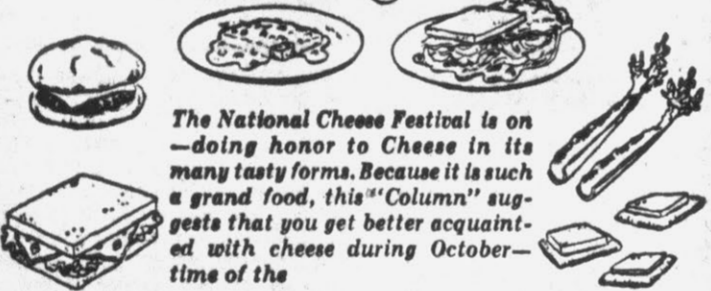 The National Cheese Festival is on
—doing honor to Cheese in its
many tasty forms. Because it is such
a grand food, this "Column" sug-
gests that you get better acquaint-
ed with cheese during October—
time of the